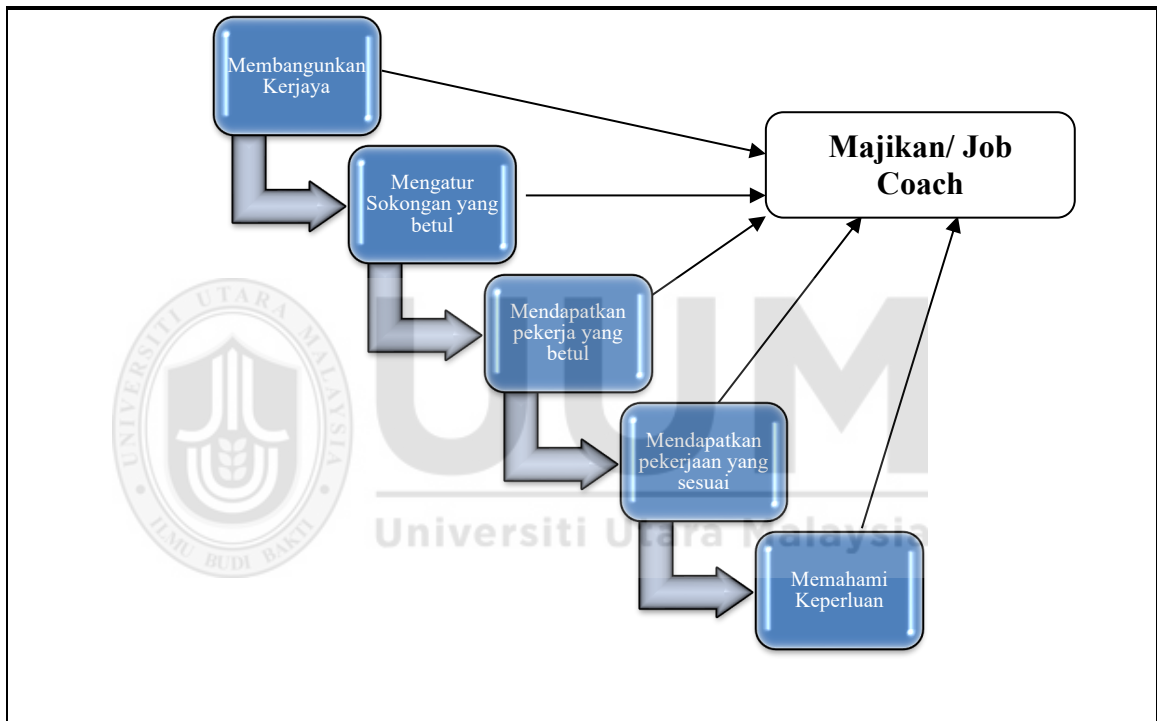 Membangunkan
Kerjaya
Majikan/ Job
Coach
Mengatur
Sokongan yang
betul
Mendapatkan
pekerja yang
betul
Mendapatkan
pekerjaan yang
sesuai
Memahami
Keperluan
UUM
Universiti Utara Malaysia
UNIVERSITI UTARA MALAYSIA
ILMU BUDI BAKTI